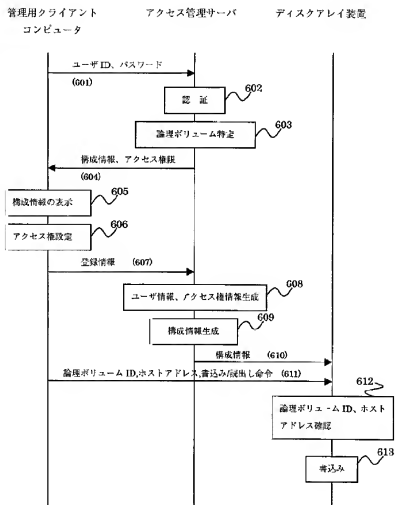 管理用クライアント
コンピュータ
アクセス管理サーバ
ディスクアレイ装置
ユーザID、パスワード
(601)
602
認 証
603
論理ボリューム特定
構成情報、アクセス権限
(604)
605
構成情報の表示
606
アクセス権設定
登録情報 (607)
608
ユーザ情報、アクセス権情報生成
609
構成情報生成
構成情報 (610)
論理ボリュームID,ホストアドレス,書込み/読出し命令 (611)
612
論理ボリュームID、ホスト
アドレス確認
613
書込み